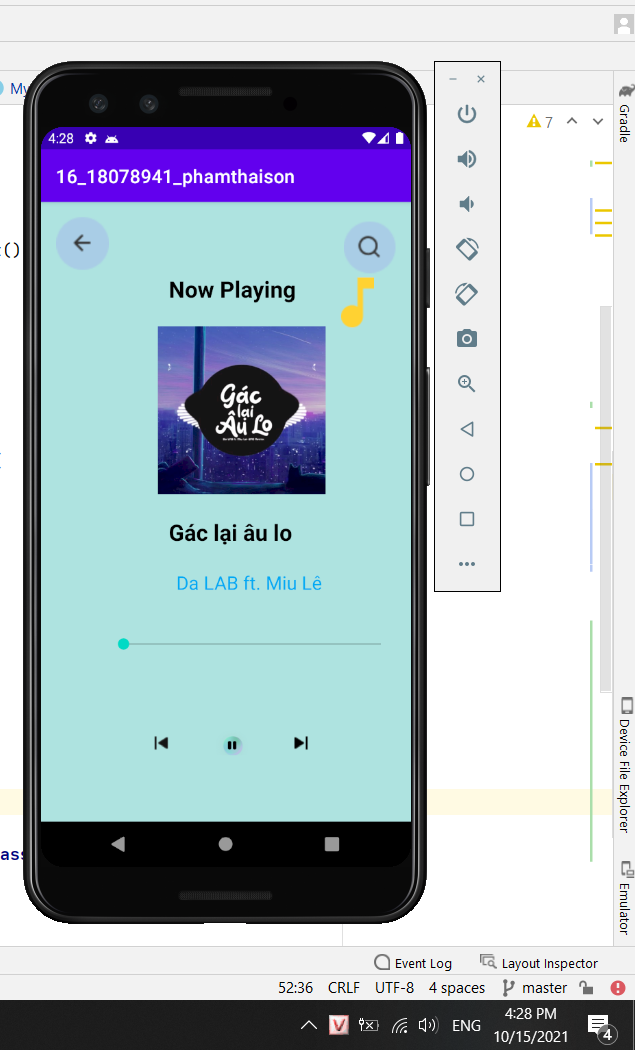 My
7
Gradle
4:28
16_18078941_phamthaison
()
Now Playing
Gác
lại
Âu Lo
Gác lại âu lo
Da LAB ft. Miu Lê
Device File Explorer
ass
Emulator
Event Log
Layout Inspector
52:36 CRLF UTF-8 4 spaces master
V
ENG
4:28 PM
10/15/2021
4